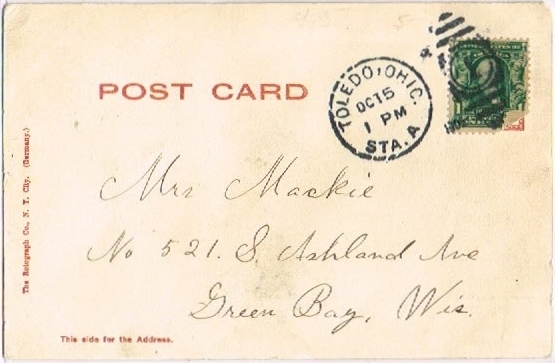 POST CARD
TOLEDO, OHIO.
OCT 5
1 PM
STA. A
The Rotograph Co., N. Y. City. (Germany.)
Mrs Mackie
No 521. S. Ashland Ave
Green Bay, Wis.
This side for the Address.